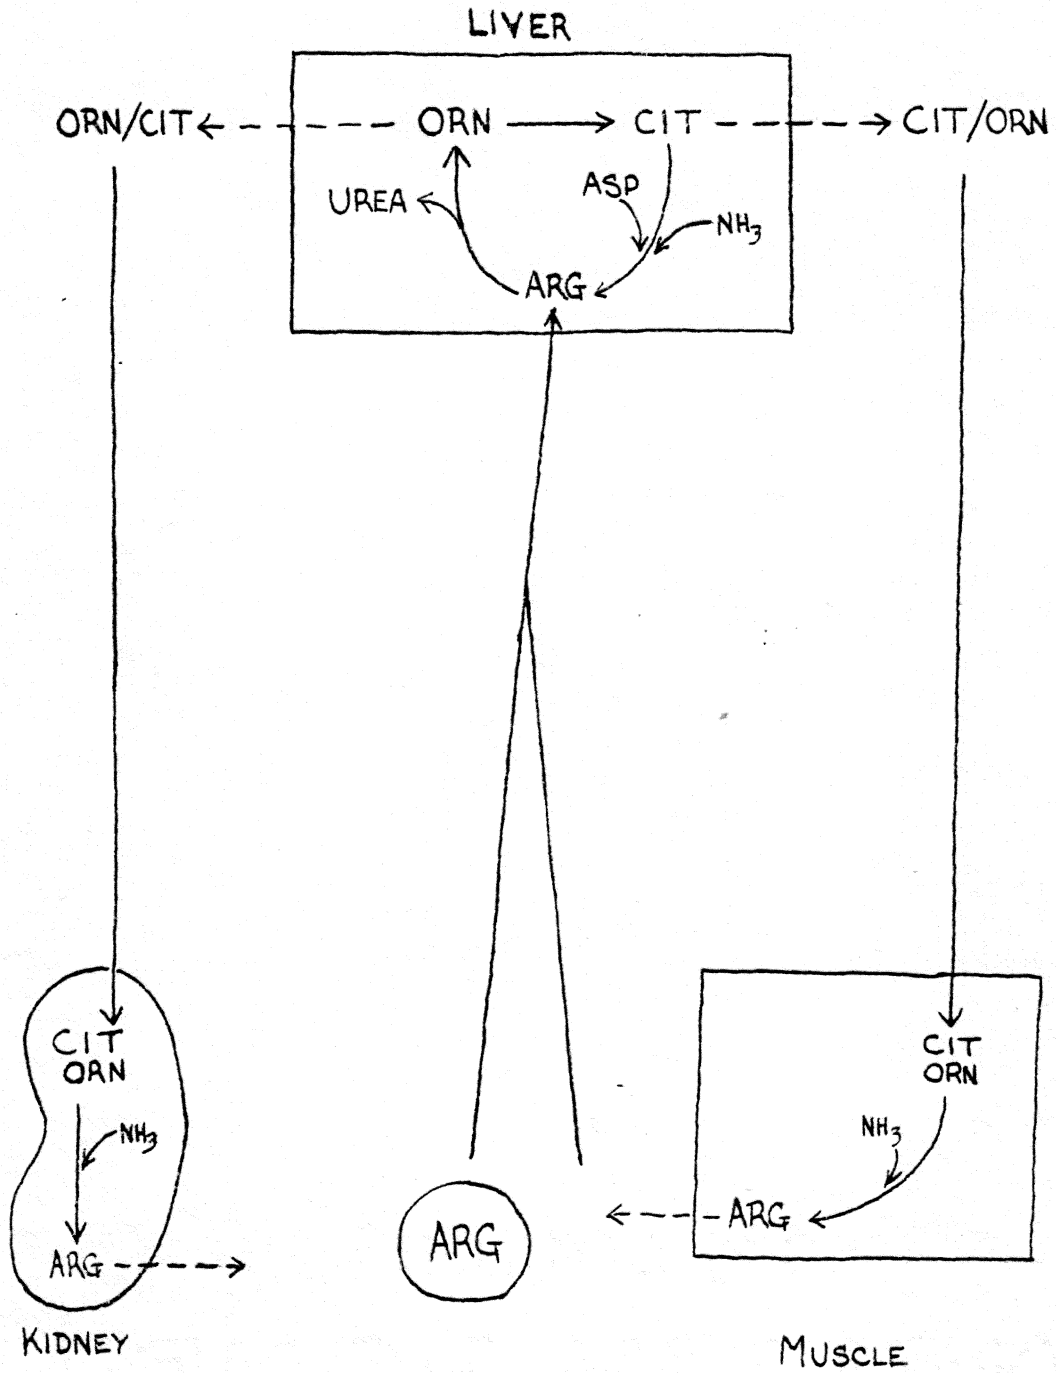 LIVER
ORN/CIT
ORN
CIT
CIT/ORN
UREA
ASP
NH3
ARG
CIT
ORN
NH3
ARG
KIDNEY
ARG
CIT
ORN
NH3
ARG
MUSCLE